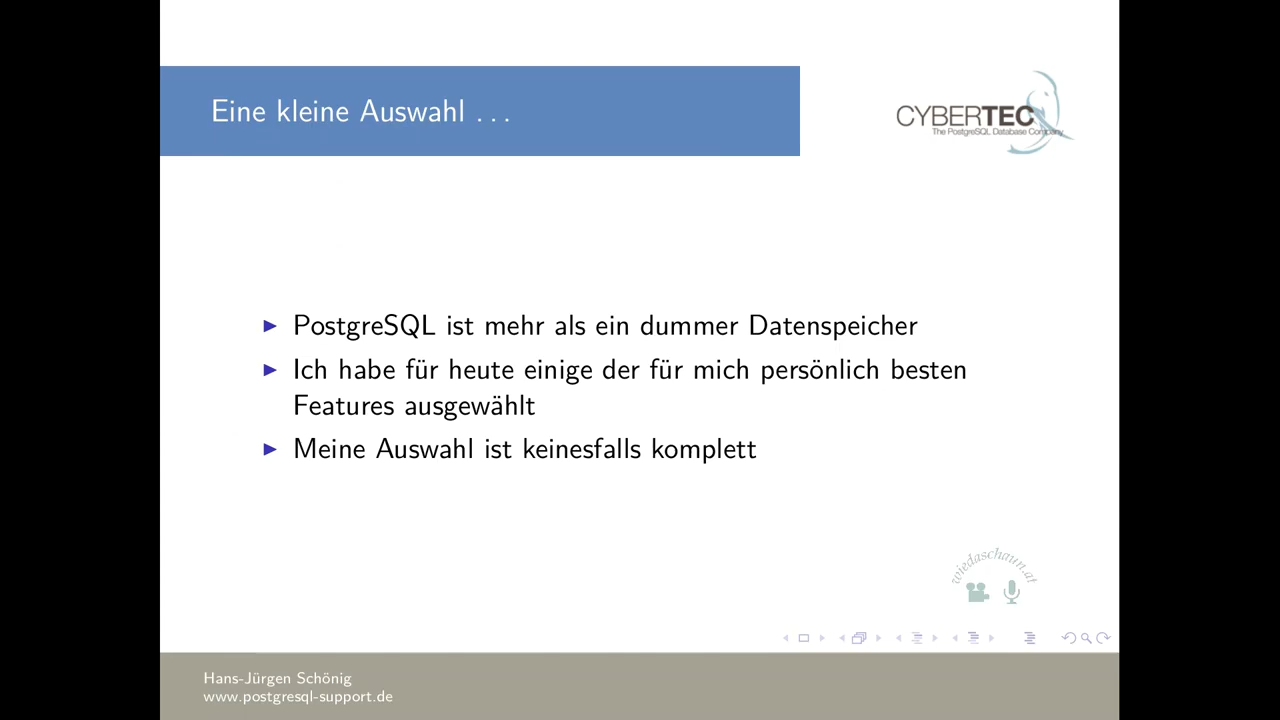 Eine kleine Auswahl ...
CYBERTEC
The PostgreSQL Database Company
PostgreSQL ist mehr als ein dummer Datenspeicher
Ich habe für heute einige der für mich persönlich besten
Features ausgewählt
Meine Auswahl ist keinesfalls komplett
wiedaschaun.at
Hans-Jürgen Schönig
www.postgresql-support.de